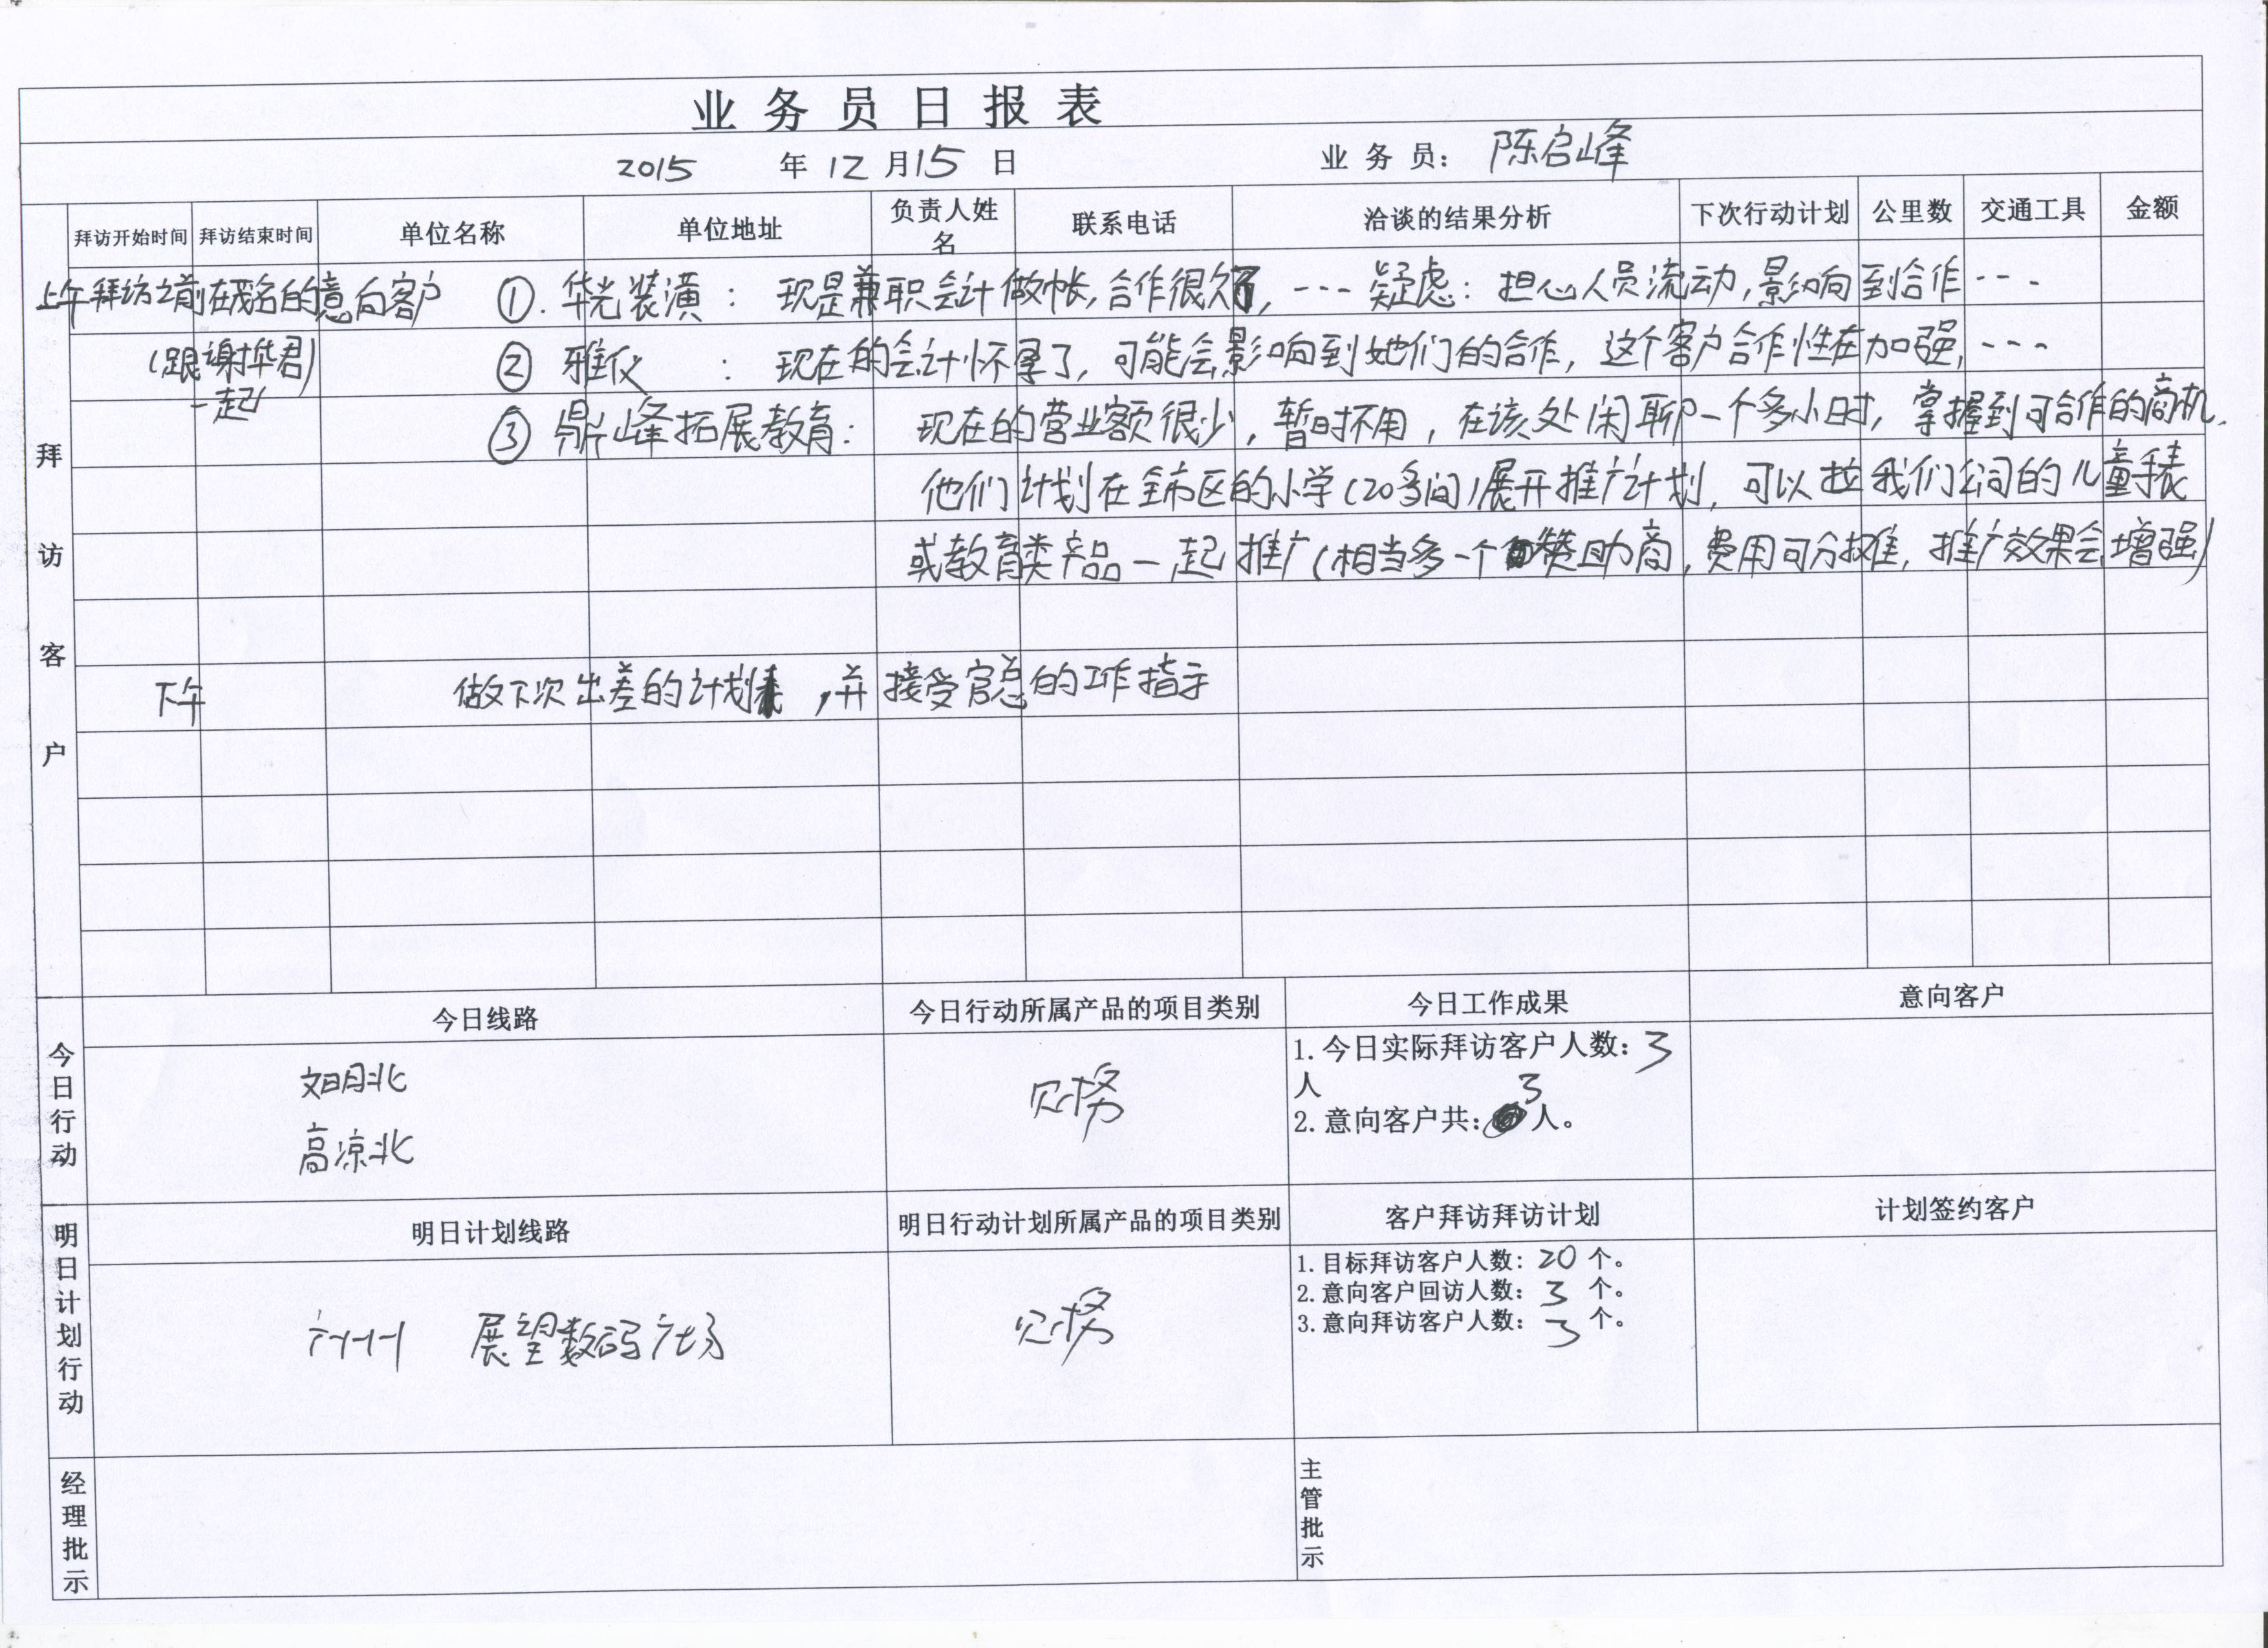 业务员日报表
2015 年 12 月 15 日 业务员: 陈启峰
拜访开始时间 拜访结束时间 单位名称 单位地址 负责人姓名 联系电话 洽谈的结果分析 下次行动计划 公里数 交通工具 金额
拜访客户
上午拜访之前在茂名的意向客户 ①. 华光装潢: 现是兼职会计做帐,合作很久了,--- 疑虑: 担心人员流动,影响到合作---
(跟谢华君) ② 雅仪 : 现在的会计怀孕了,可能会影响到她们的合作,这个客户合作性在加强,---
一起
③ 鼎峰拓展教育: 现在的营业额很少,暂时不用,在该处闲聊一个多小时,掌握到可合作的商机.
他们计划在全市区的小学(20多间)展开推广计划,可以拉我们公司的儿童手表
或教育类产品一起推广(相当多一个赞助商,费用可分摊,推广效果会增强)
下午 做下次出差的计划表,并接受官总的工作指示
今日行动
今日线路 今日行动所属产品的项目类别 今日工作成果 意向客户
文明北
高凉北
财务
1.今日实际拜访客户人数: 3
人
2.意向客户共: 3 人。
明日计划行动
明日计划线路 明日行动计划所属产品的项目类别 客户拜访拜访计划 计划签约客户
广州 展望数码广场
财务
1.目标拜访客户人数: 20 个。
2.意向客户回访人数: 3 个。
3.意向拜访客户人数: 3 个。
经理批示
主管批示